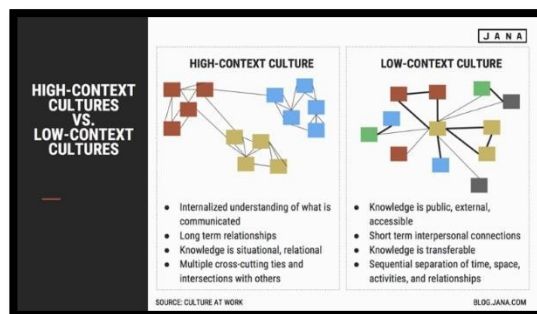 JANA
HIGH-CONTEXT
CULTURES
VS.
LOW-CONTEXT
CULTURES
HIGH-CONTEXT CULTURE
● Internalized understanding of what is
communicated
● Long term relationships
● Knowledge is situational, relational
● Multiple cross-cutting ties and
intersections with others
LOW-CONTEXT CULTURE
● Knowledge is public, external,
accessible
● Short term interpersonal connections
● Knowledge is transferable
● Sequential separation of time, space,
activities, and relationships
SOURCE: CULTURE AT WORK
BLOG.JANA.COM